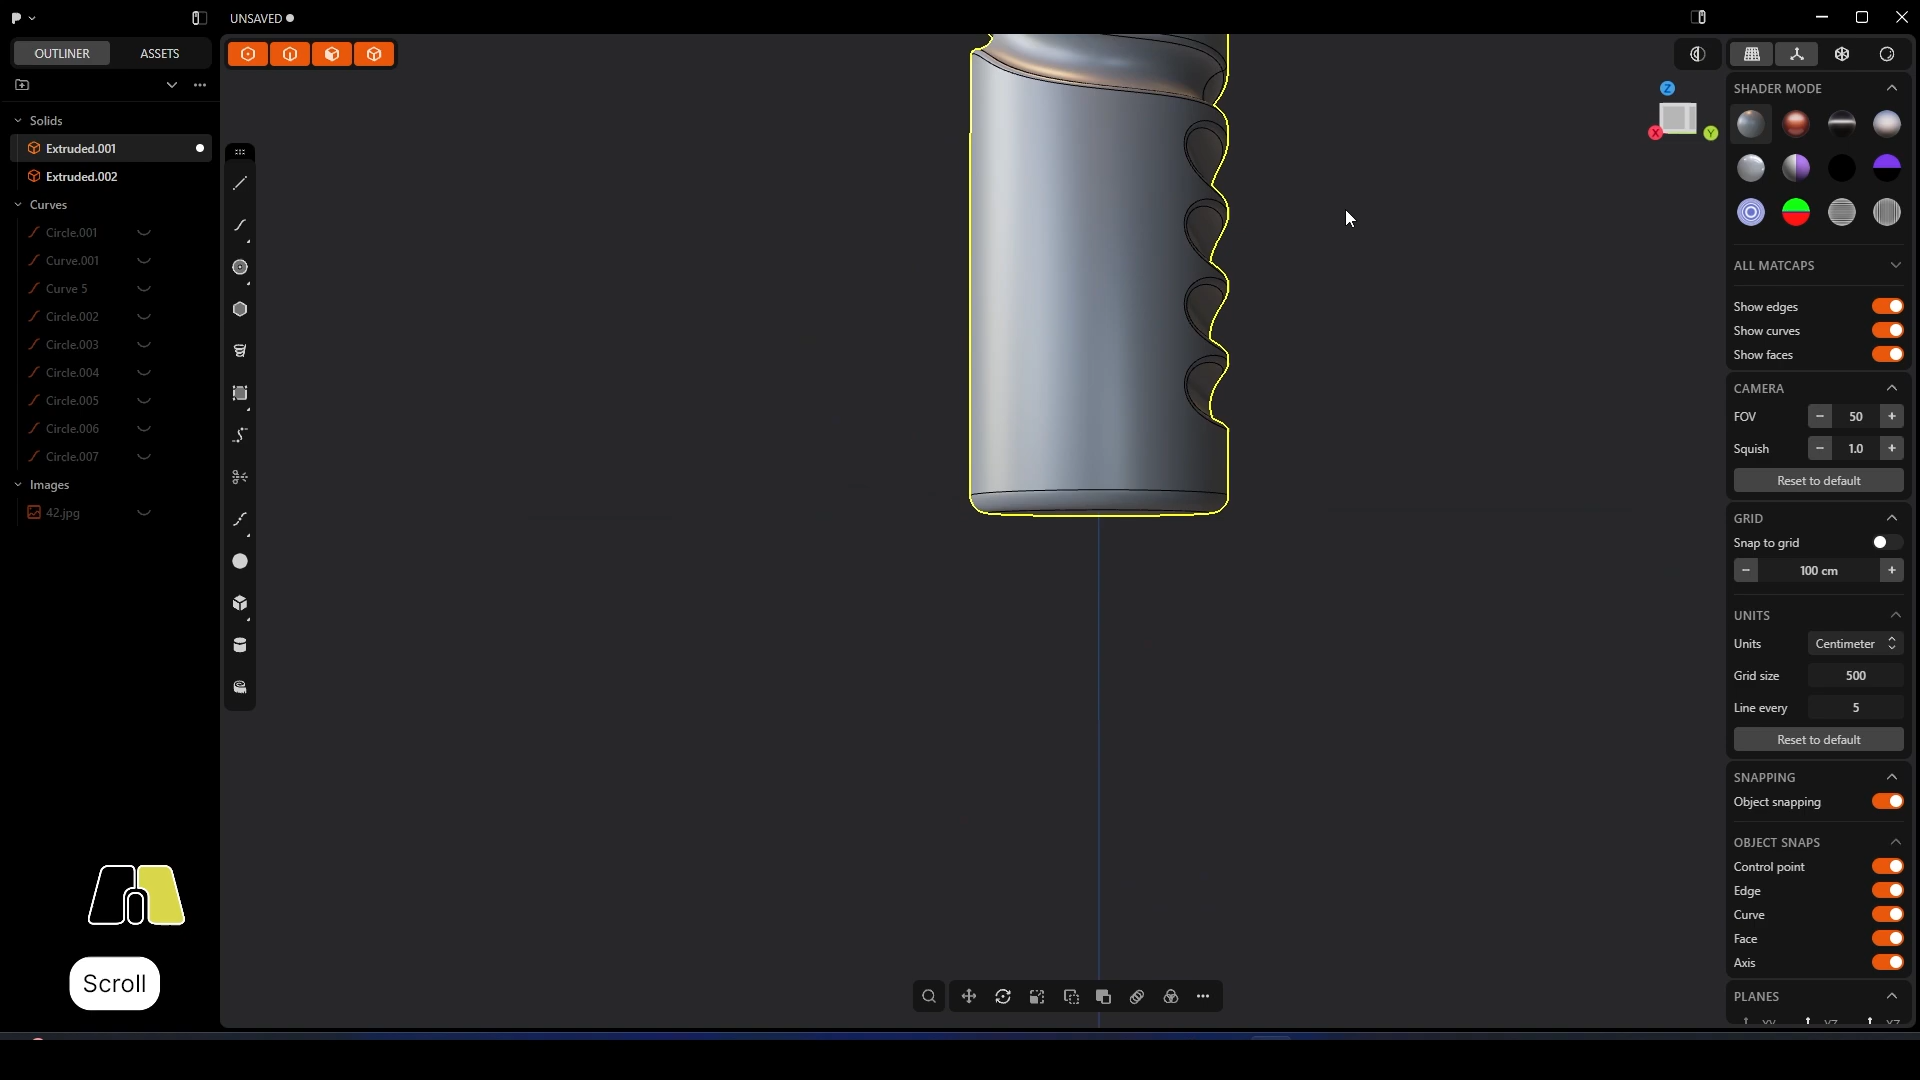 UNSAVED
OUTLINER ASSETS
Solids
Extruded.001
Extruded.002
Curves
Circle.001
Curve.001
Curve 5
Circle.002
Circle.003
Circle.004
Circle.005
Circle.006
Circle.007
Images
42.jpg
Scroll
Z
X Y
SHADER MODE
ALL MATCAPS
Show edges
Show curves
Show faces
CAMERA
FOV − 50 +
Squish − 1.0 +
Reset to default
GRID
Snap to grid
− 100 cm +
UNITS
Units Centimeter
Grid size 500
Line every 5
Reset to default
SNAPPING
Object snapping
OBJECT SNAPS
Control point
Edge
Curve
Face
Axis
PLANES